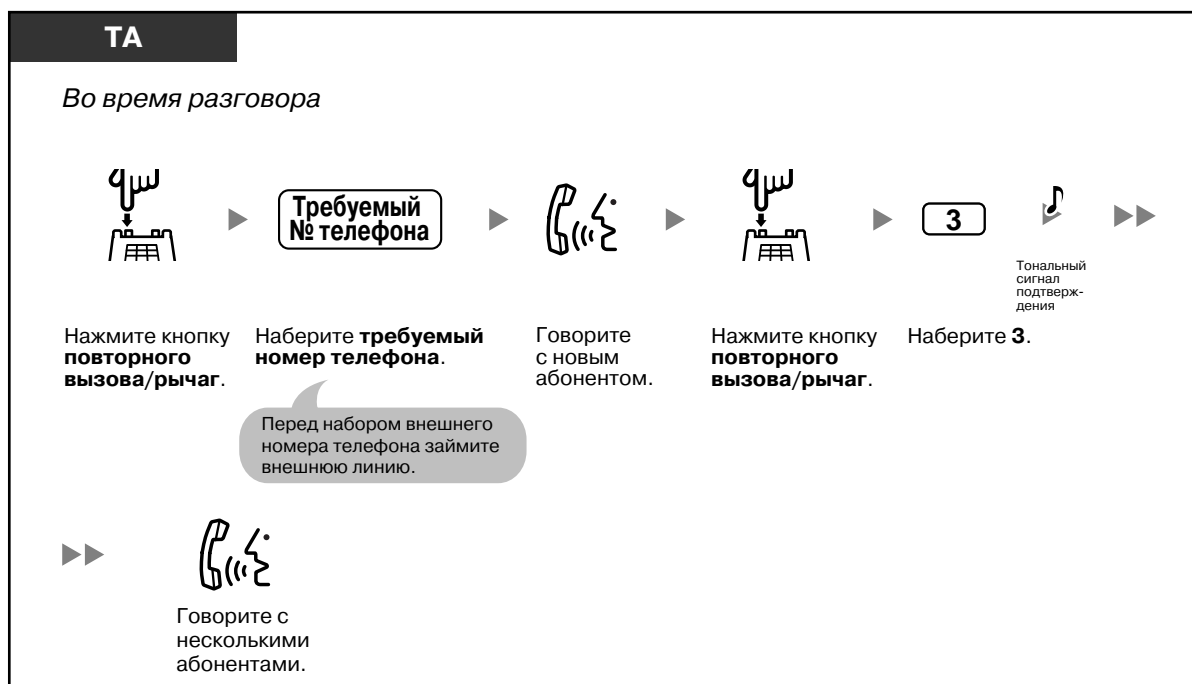 ТА
Во время разговора
Требуемый
№ телефона
3
Тональный
сигнал
подтверж-
дения
Нажмите кнопку
повторного
вызова/рычаг.
Наберите требуемый
номер телефона.
Говорите
с новым
абонентом.
Нажмите кнопку
повторного
вызова/рычаг.
Наберите 3.
Перед набором внешнего
номера телефона займите
внешнюю линию.
Говорите с
несколькими
абонентами.